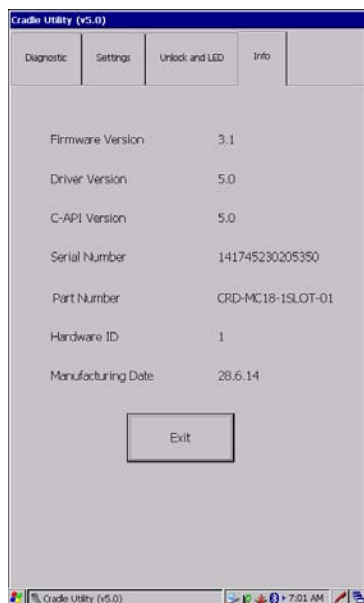 Cradle Utility (v5.0)
Diagnostic Settings Unlock and LED Info
Firmware Version 3.1
Driver Version 5.0
C-API Version 5.0
Serial Number 141745230205350
Part Number CRD-MC18-1SLOT-01
Hardware ID 1
Manufacturing Date 28.6.14
Exit
Cradle Utility (v5.0) 7:01 AM